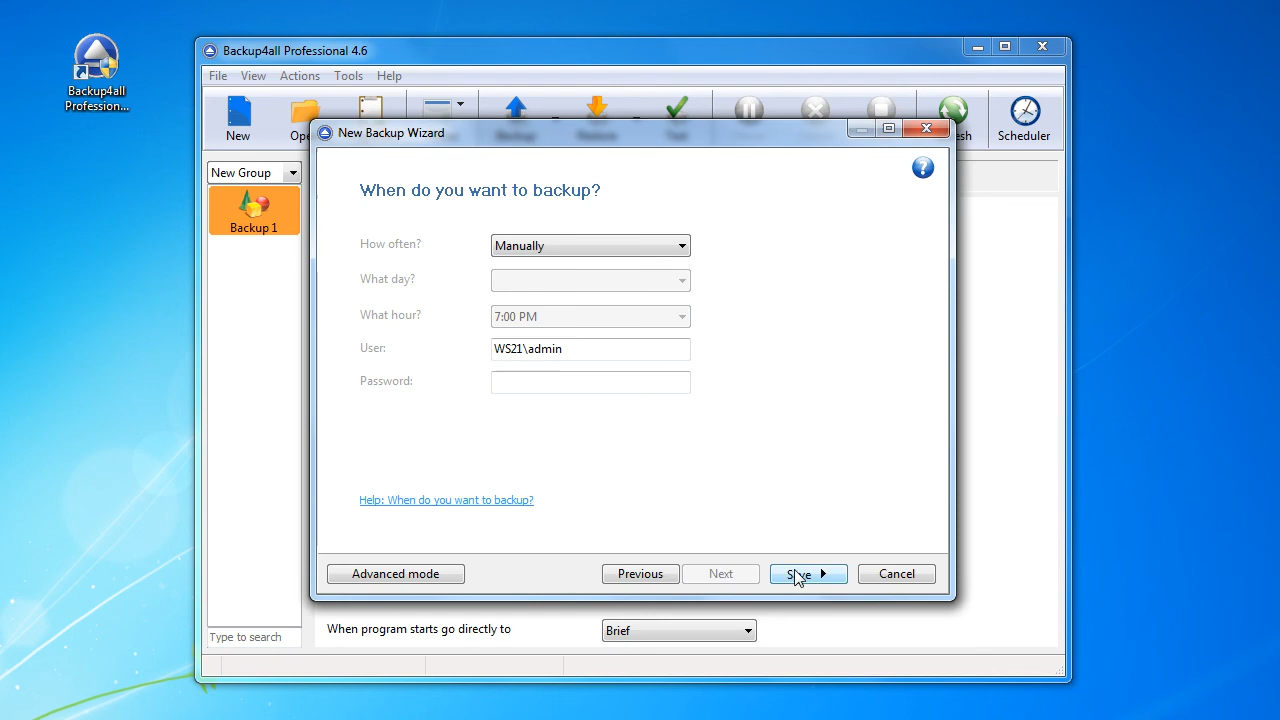 Backup4all
Profession...
Backup4all Professional 4.6
File View Actions Tools Help
New
Scheduler
New Backup Wizard
New Group
Backup 1
Type to search
When do you want to backup?
How often? Manually
What day?
What hour? 7:00 PM
User: WS21\admin
Password:
Help: When do you want to backup?
Advanced mode Previous Next Cancel
When program starts go directly to Brief